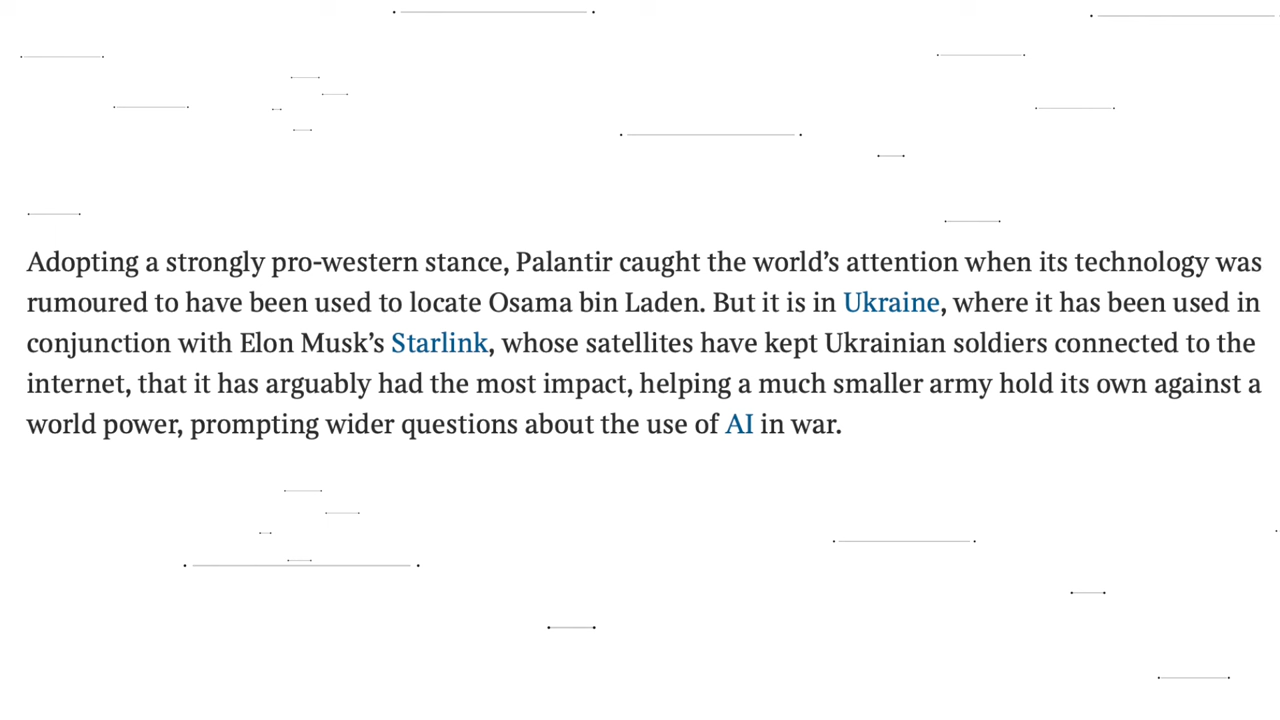 Adopting a strongly pro-western stance, Palantir caught the world’s attention when its technology was
rumoured to have been used to locate Osama bin Laden. But it is in Ukraine, where it has been used in
conjunction with Elon Musk’s Starlink, whose satellites have kept Ukrainian soldiers connected to the
internet, that it has arguably had the most impact, helping a much smaller army hold its own against a
world power, prompting wider questions about the use of AI in war.